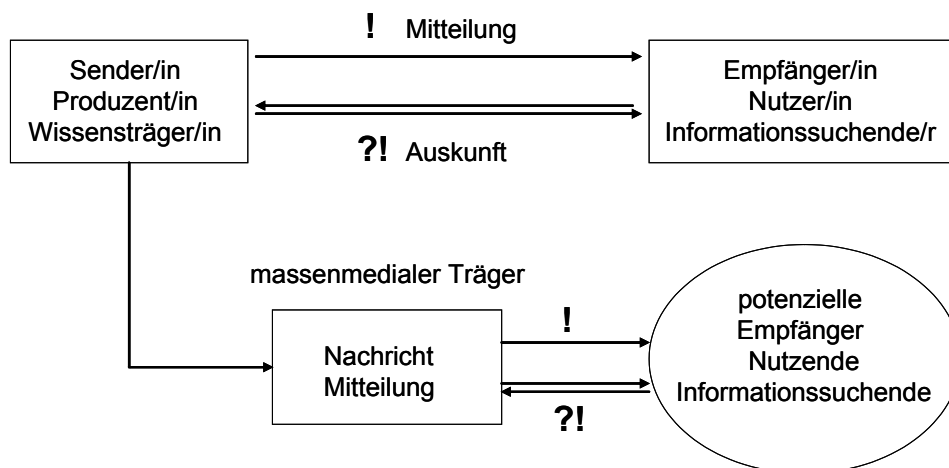 ! Mitteilung
Sender/in
Produzent/in
Wissensträger/in
Empfänger/in
Nutzer/in
Informationssuchende/r
?! Auskunft
massenmedialer Träger
Nachricht
Mitteilung
!
?!
potenzielle
Empfänger
Nutzende
Informationssuchende